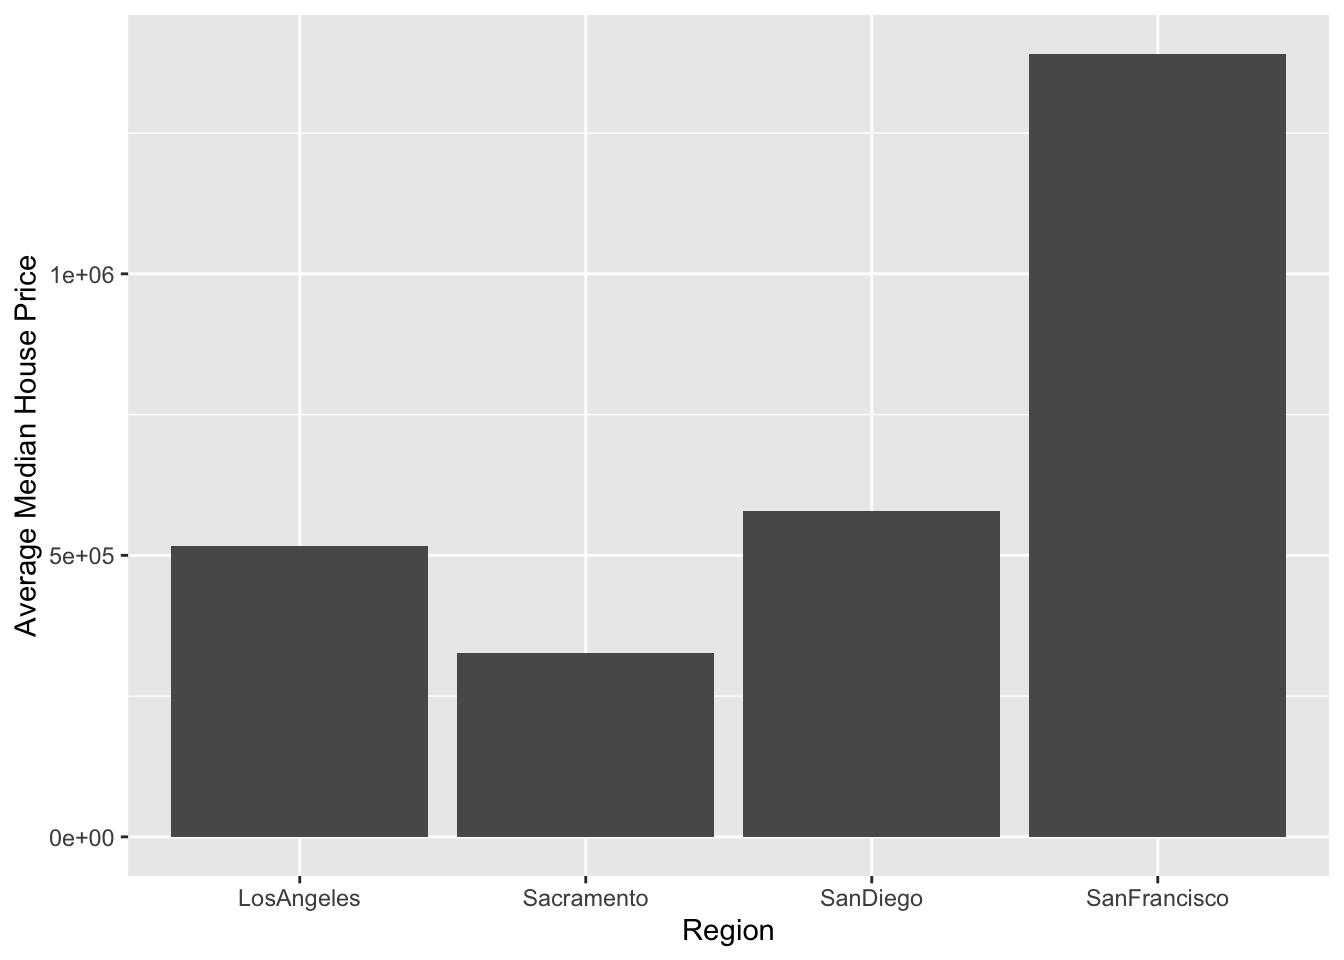 Average Median House Price
1e+06
5e+05
0e+00
LosAngeles Sacramento SanDiego SanFrancisco
Region